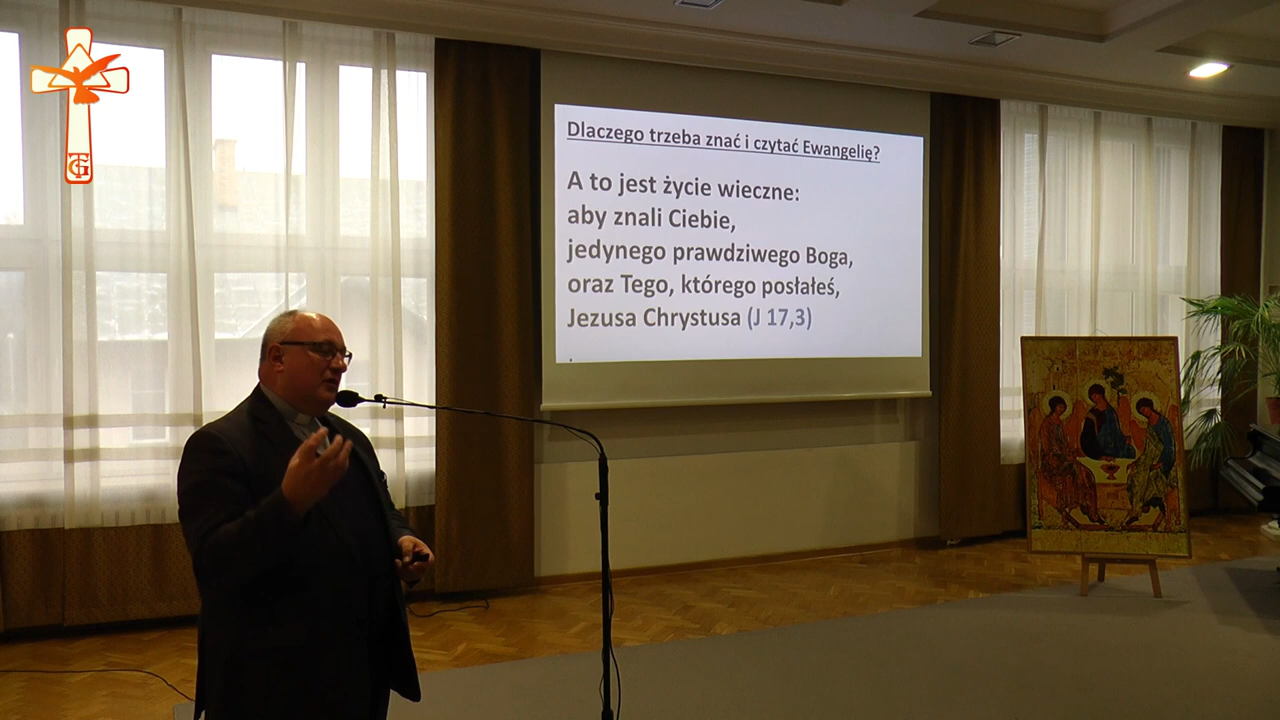 Dlaczego trzeba znać i czytać Ewangelię?
A to jest życie wieczne:
aby znali Ciebie,
jedynego prawdziwego Boga,
oraz Tego, którego posłałeś,
Jezusa Chrystusa (J 17,3)